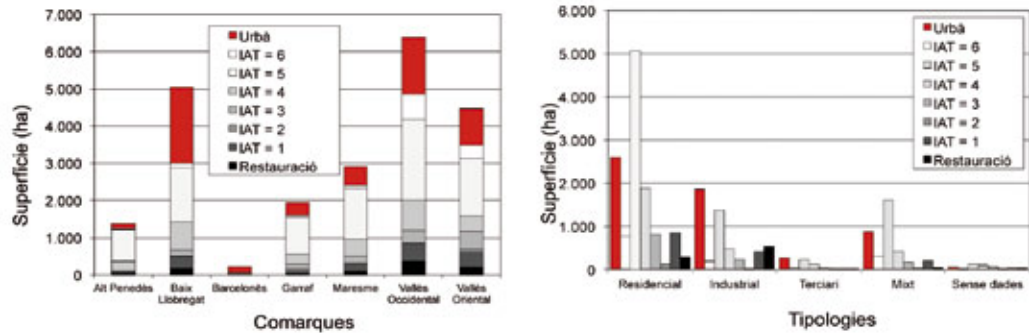 7.000
6.000
5.000
4.000
3.000
2.000
1.000
0
Superfície (ha)
Urbà
IAT = 6
IAT = 5
IAT = 4
IAT = 3
IAT = 2
IAT = 1
Restauració
Alt Penedès
Baix
Llobregat
Barcelonès
Garraf
Maresme
Vallès
Occidental
Vallès
Oriental
Comarques
6.000
5.000
4.000
3.000
2.000
1.000
0
Superfície (ha)
Urbà
IAT = 6
IAT = 5
IAT = 4
IAT = 3
IAT = 2
IAT = 1
Restauració
Residencial
Industrial
Terciari
Mixt
Sense dades
Tipologies